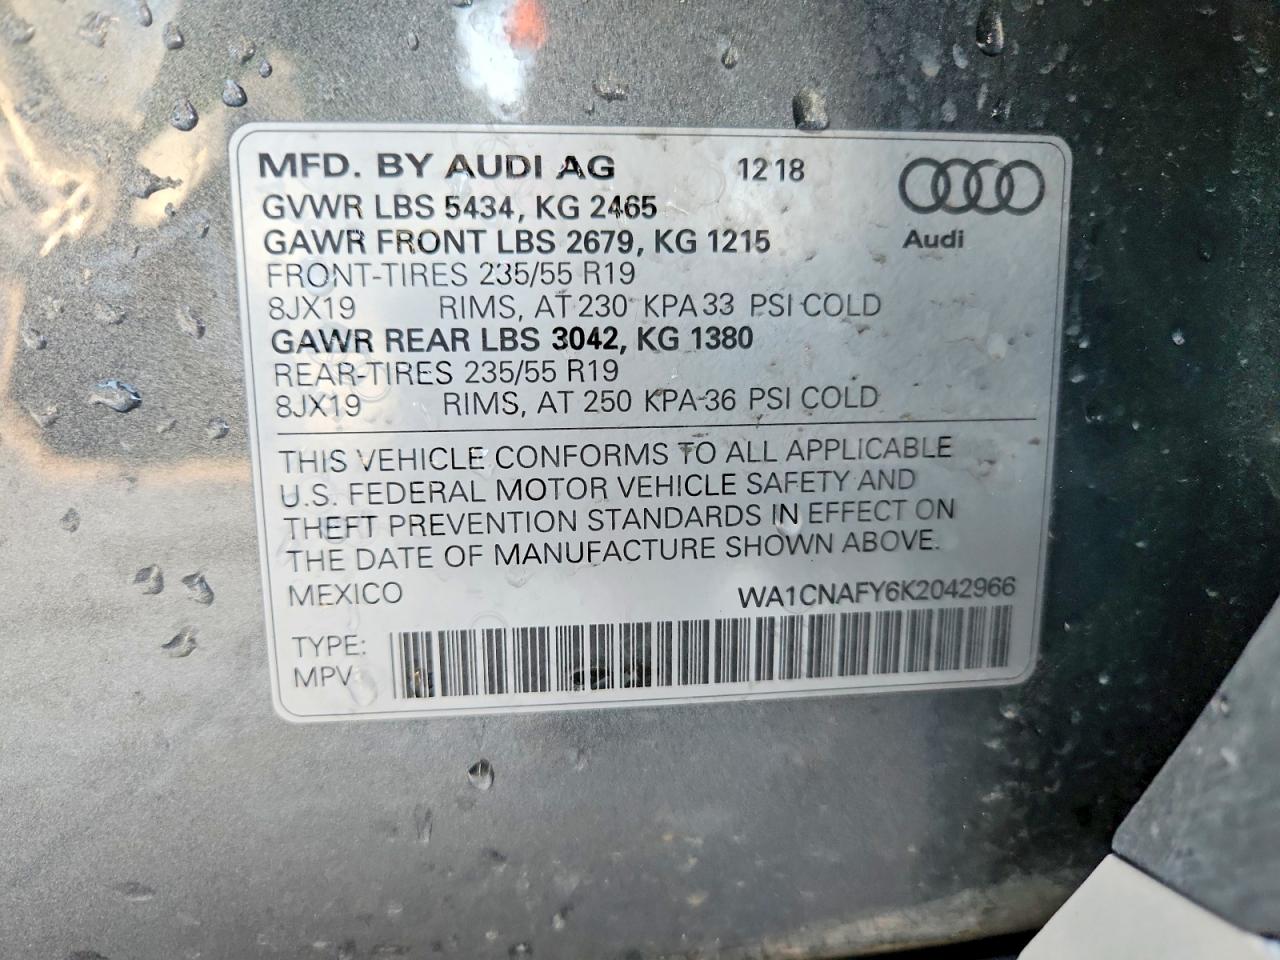 MFD. BY AUDI AG 12 18
GVWR LBS 5434, KG 2465
GAWR FRONT LBS 2679, KG 1215
Audi
FRONT-TIRES 235/55 R19
8JX19 RIMS, AT 230 KPA 33 PSI COLD
GAWR REAR LBS 3042, KG 1380
REAR-TIRES 235/55 R19
8JX19 RIMS, AT 250 KPA 36 PSI COLD
THIS VEHICLE CONFORMS TO ALL APPLICABLE
U.S. FEDERAL MOTOR VEHICLE SAFETY AND
THEFT PREVENTION STANDARDS IN EFFECT ON
THE DATE OF MANUFACTURE SHOWN ABOVE.
MEXICO WA1CNAFY6K2042966
TYPE:
MPV